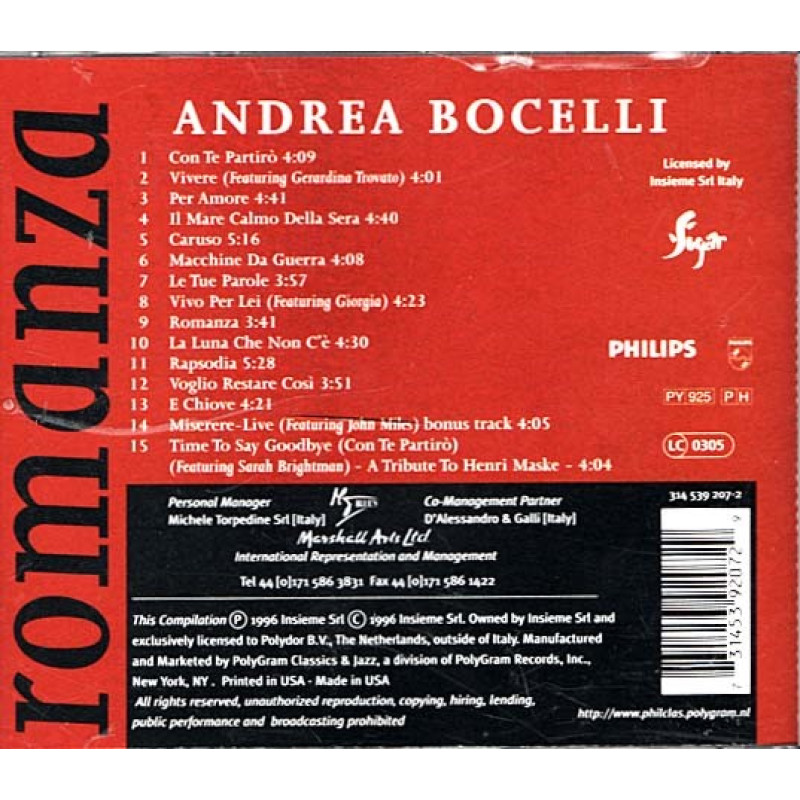 romanza
ANDREA BOCELLI
1 Con Te Partirò 4:09
2 Vivere (Featuring Gerardina Trovato) 4:01
3 Per Amore 4:41
4 Il Mare Calmo Della Sera 4:40
5 Caruso 5:16
6 Macchine Da Guerra 4:08
7 Le Tue Parole 3:57
8 Vivo Per Lei (Featuring Giorgia) 4:23
9 Romanza 3:41
10 La Luna Che Non C'è 4:30
11 Rapsodia 5:28
12 Voglio Restare Così 3:51
13 E Chiove 4:21
14 Miserere-Live (Featuring John Miles) bonus track 4:05
15 Time To Say Goodbye (Con Te Partirò)
(Featuring Sarah Brightman) - A Tribute To Henri Maske - 4:04
Licensed by
Insieme Srl Italy
Sugar
PHILIPS
PHILIPS
PY 925 P H
LC 0305
314 539 207-2
Personal Manager
Michele Torpedine Srl [Italy]
Co-Management Partner
D'Alessandro & Galli [Italy]
Marshall Arts Ltd
International Representation and Management
Tel 44 [0]171 586 3831 Fax 44 [0]171 586 1422
This Compilation Ⓟ 1996 Insieme Srl © 1996 Insieme Srl. Owned by Insieme Srl and
exclusively licensed to Polydor B.V., The Netherlands, outside of Italy. Manufactured
and Marketed by PolyGram Classics & Jazz, a division of PolyGram Records, Inc.,
New York, NY . Printed in USA - Made in USA
All rights reserved, unauthorized reproduction, copying, hiring, lending,
public performance and broadcasting prohibited
7 31453 92072 9
http://www.philclas.polygram.nl